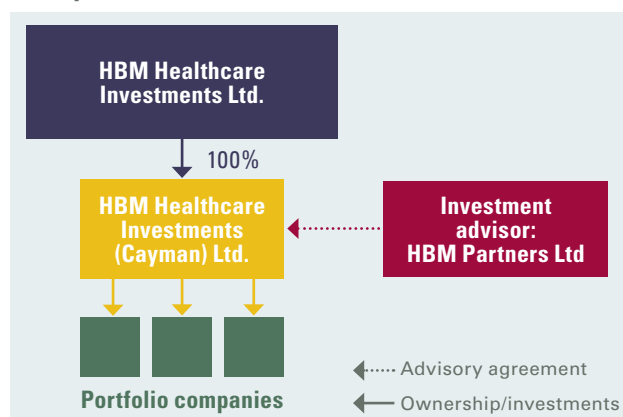 HBM Healthcare
Investments Ltd.
100%
HBM Healthcare
Investments
(Cayman) Ltd.
Investment
advisor:
HBM Partners Ltd
Portfolio companies
Advisory agreement
Ownership/investments